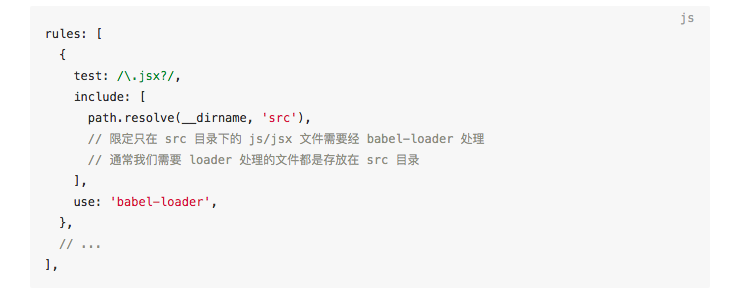 js
rules: [
  {
    test: /\.jsx?/,
    include: [
      path.resolve(__dirname, 'src'),
      // 限定只在 src 目录下的 js/jsx 文件需要经 babel-loader 处理
      // 通常我们需要 loader 处理的文件都是存放在 src 目录
    ],
    use: 'babel-loader',
  },
  // ...
],